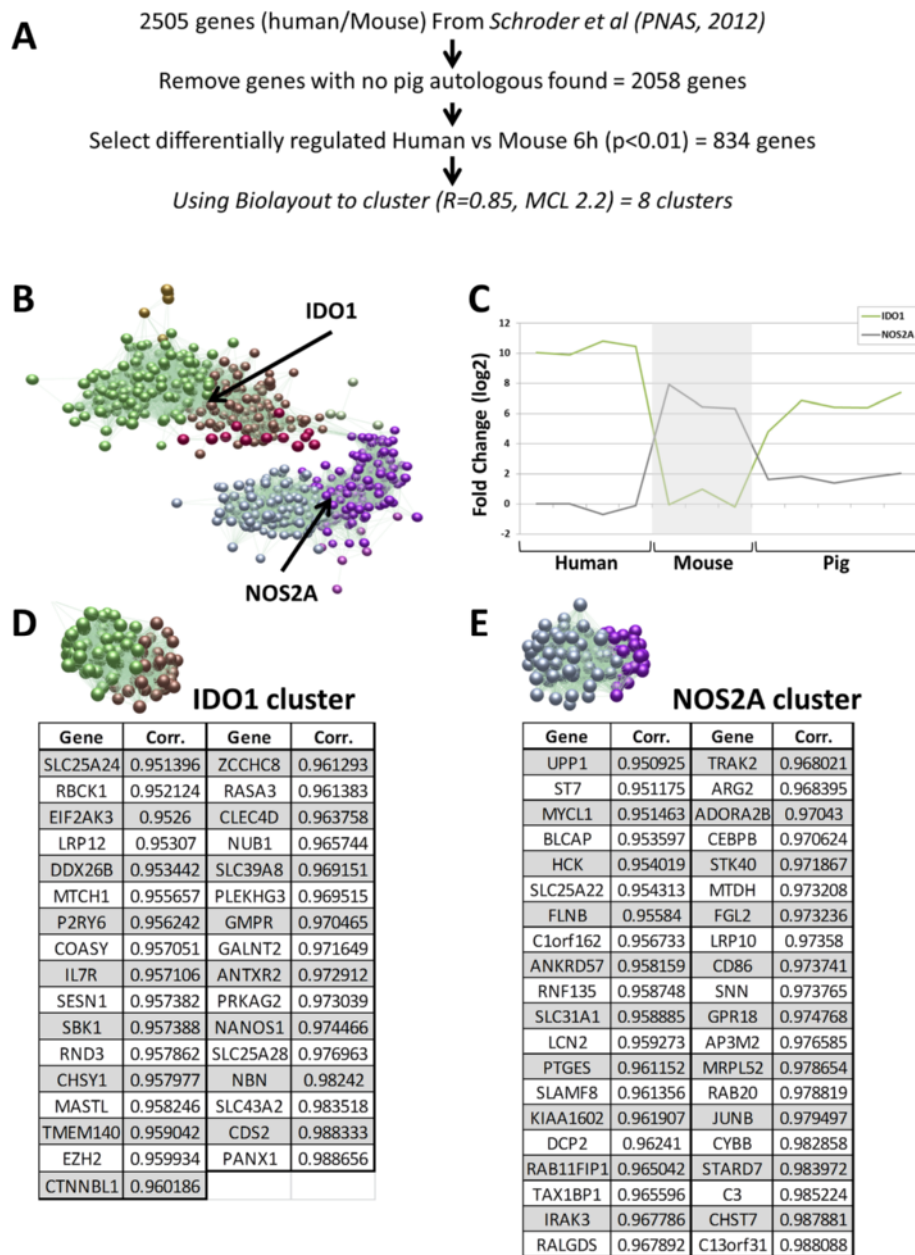 A
2505 genes (human/Mouse) From Schroder et al (PNAS, 2012)
Remove genes with no pig autologous found = 2058 genes
Select differentially regulated Human vs Mouse 6h (p<0.01) = 834 genes
Using Biolayout to cluster (R=0.85, MCL 2.2) = 8 clusters
B
IDO1
NOS2A
C
IDO1
NOS2A
Fold Change (log2)
12
10
8
6
4
2
0
-2
Human Mouse Pig
D
IDO1 cluster
Gene Corr. Gene Corr.
SLC25A24 0.951396 ZCCHC8 0.961293
RBCK1 0.952124 RASA3 0.961383
EIF2AK3 0.9526 CLEC4D 0.963758
LRP12 0.95307 NUB1 0.965744
DDX26B 0.953442 SLC39A8 0.969151
MTCH1 0.955657 PLEKHG3 0.969515
P2RY6 0.956242 GMPR 0.970465
COASY 0.957051 GALNT2 0.971649
IL7R 0.957106 ANTXR2 0.972912
SESN1 0.957382 PRKAG2 0.973039
SBK1 0.957388 NANOS1 0.974466
RND3 0.957862 SLC25A28 0.976963
CHSY1 0.957977 NBN 0.98242
MASTL 0.958246 SLC43A2 0.983518
TMEM140 0.959042 CDS2 0.988333
EZH2 0.959934 PANX1 0.988656
CTNNBL1 0.960186
E
NOS2A cluster
Gene Corr. Gene Corr.
UPP1 0.950925 TRAK2 0.968021
ST7 0.951175 ARG2 0.968395
MYCL1 0.951463 ADORA2B 0.97043
BLCAP 0.953597 CEBPB 0.970624
HCK 0.954019 STK40 0.971867
SLC25A22 0.954313 MTDH 0.973208
FLNB 0.95584 FGL2 0.973236
C1orf162 0.956733 LRP10 0.97358
ANKRD57 0.958159 CD86 0.973741
RNF135 0.958748 SNN 0.973765
SLC31A1 0.958885 GPR18 0.974768
LCN2 0.959273 AP3M2 0.976585
PTGES 0.961152 MRPL52 0.978654
SLAMF8 0.961356 RAB20 0.978819
KIAA1602 0.961907 JUNB 0.979497
DCP2 0.96241 CYBB 0.982858
RAB11FIP1 0.965042 STARD7 0.983972
TAX1BP1 0.965596 C3 0.985224
IRAK3 0.967786 CHST7 0.987881
RALGDS 0.967892 C13orf31 0.988088